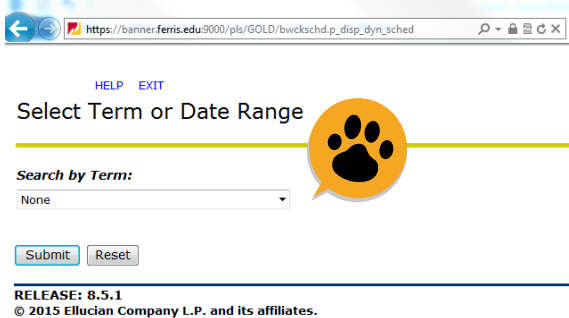 https://banner.ferris.edu:9000/pls/GOLD/bwckschd.p_disp_dyn_sched
HELP EXIT
Select Term or Date Range
Search by Term:
None
Submit Reset
RELEASE: 8.5.1
© 2015 Ellucian Company L.P. and its affiliates.